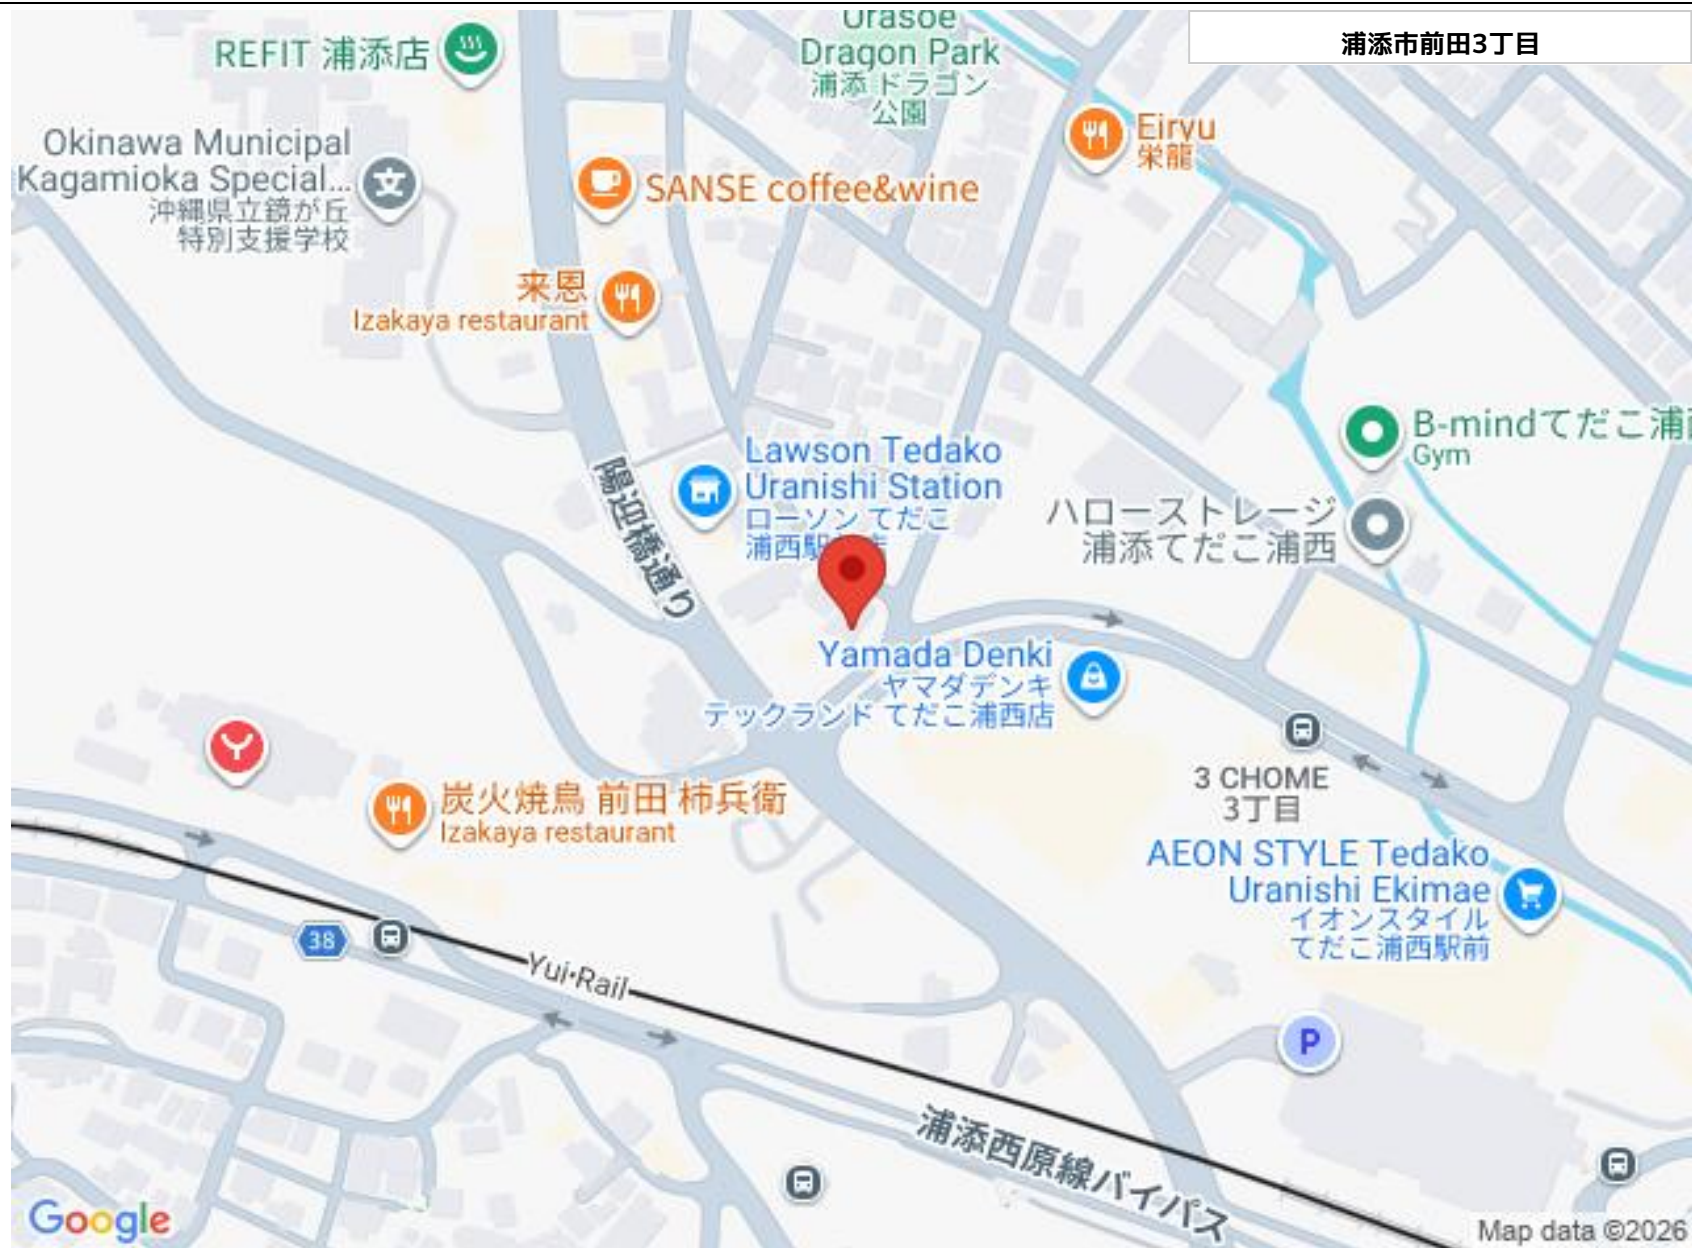 浦添市前田3丁目
Urasoe
Dragon Park
浦添 ドラゴン
公園
REFIT 浦添店
Eiryu
栄龍
Okinawa Municipal
Kagamioka Special...
沖縄県立鏡が丘
特別支援学校
SANSE coffee&wine
来恩
Izakaya restaurant
B-mindてだこ浦西
Gym
Lawson Tedako
Uranishi Station
ローソン てだこ
浦西駅
陽迎橋通り
ハローストレージ
浦添てだこ浦西
Yamada Denki
ヤマダデンキ
テックランド てだこ浦西店
3 CHOME
3丁目
炭火焼鳥 前田 柿兵衛
Izakaya restaurant
AEON STYLE Tedako
Uranishi Ekimae
イオンスタイル
てだこ浦西駅前
38
Yui・Rail
P
浦添西原線バイパス
Google
Map data ©2026